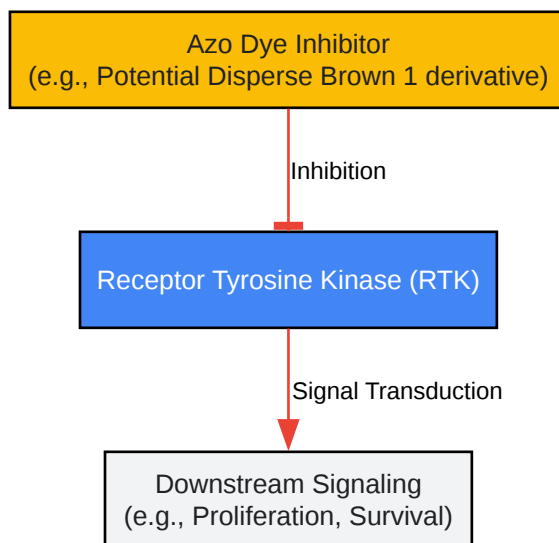 Azo Dye Inhibitor
(e.g., Potential Disperse Brown 1 derivative)
Inhibition
Receptor Tyrosine Kinase (RTK)
Signal Transduction
Downstream Signaling
(e.g., Proliferation, Survival)